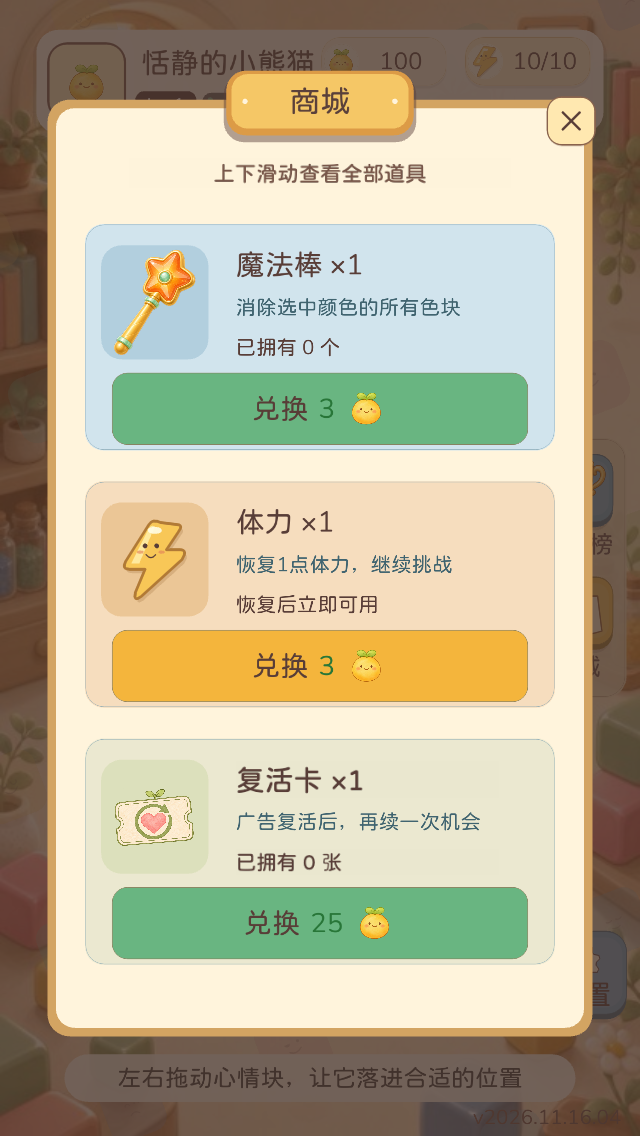 恬静的小熊猫
100
10/10
商城
上下滑动查看全部道具
魔法棒 ×1
消除选中颜色的所有色块
已拥有 0 个
兑换 3
体力 ×1
恢复1点体力，继续挑战
恢复后立即可用
兑换 3
复活卡 ×1
广告复活后，再续一次机会
已拥有 0 张
兑换 25
榜
置
左右拖动心情块，让它落进合适的位置